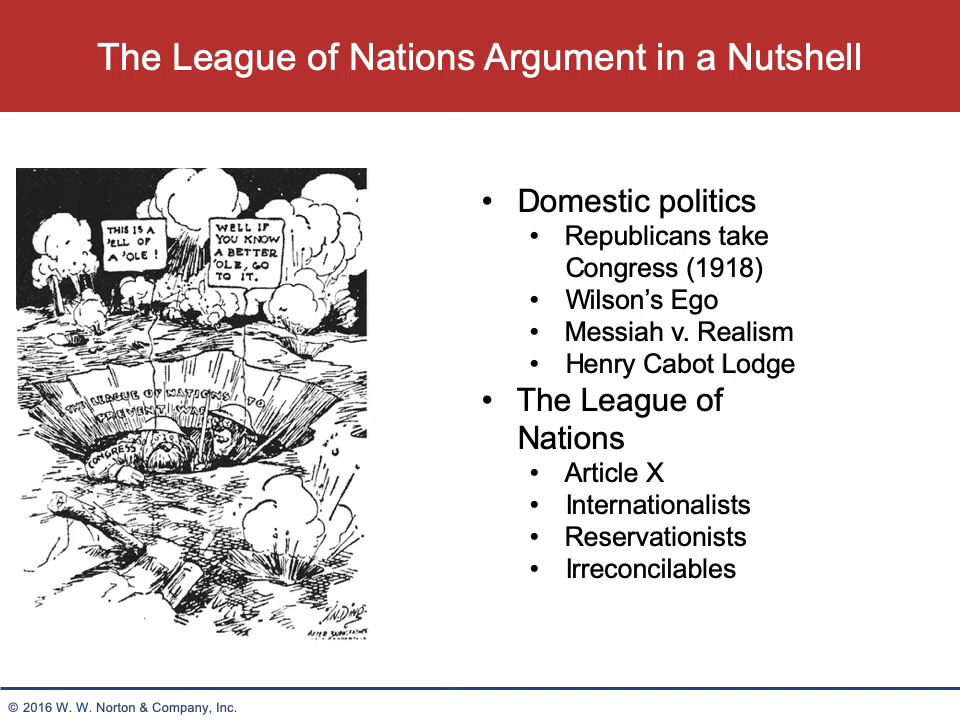 The League of Nations Argument in a Nutshell
THIS IS A
'ELL OF
A 'OLE!
WELL IF
YOU KNOW
A BETTER
'OLE, GO
TO IT.
THE LEAGUE OF NATIONS TO
PREVENT WAR
CONGRESS
AFTER
• Domestic politics
• Republicans take
Congress (1918)
• Wilson’s Ego
• Messiah v. Realism
• Henry Cabot Lodge
• The League of
Nations
• Article X
• Internationalists
• Reservationists
• Irreconcilables
© 2016 W. W. Norton & Company, Inc.